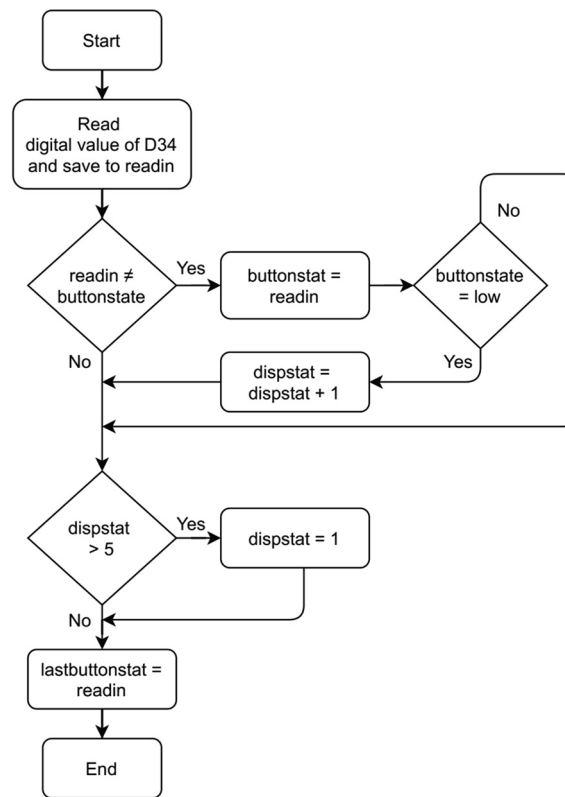 Start
Read
digital value of D34
and save to readin
readin ≠
buttonstate
Yes
No
buttonstat =
readin
buttonstate
= low
No
Yes
dispstat =
dispstat + 1
dispstat
> 5
Yes
No
dispstat = 1
lastbuttonstat =
readin
End